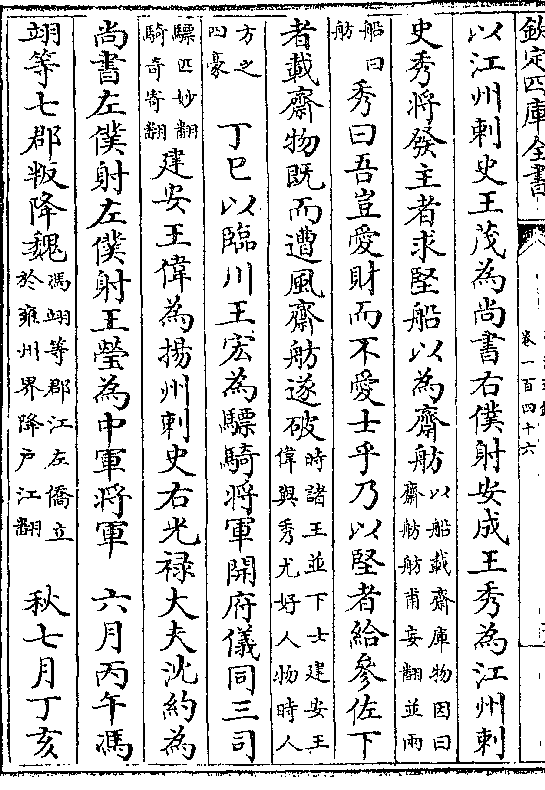 欽定四庫全書
卷一百四十六
以江州刺史王茂為尚書右僕射安成王秀為江州刺
史秀將發主者求堅船以為齋舫以船載齋庫物因曰齋舫舫甫妄翻並兩
船曰舫秀曰吾豈愛財而不愛士乎乃以堅者給參佐下
者載齋物既而遭風齋舫遂破時諸王並下士建安王偉與秀尤好人物時人
方之四豪 丁巳以臨川王宏為驃騎將軍開府儀同三司
驃匹妙翻騎奇寄翻建安王偉為揚州刺史右光禄大夫沈約為
尚書左僕射左僕射王瑩為中軍將軍 六月丙午馮
翊等七郡叛降魏馮翊等郡江左僑立於雍州界降户江翻 秋七月丁亥